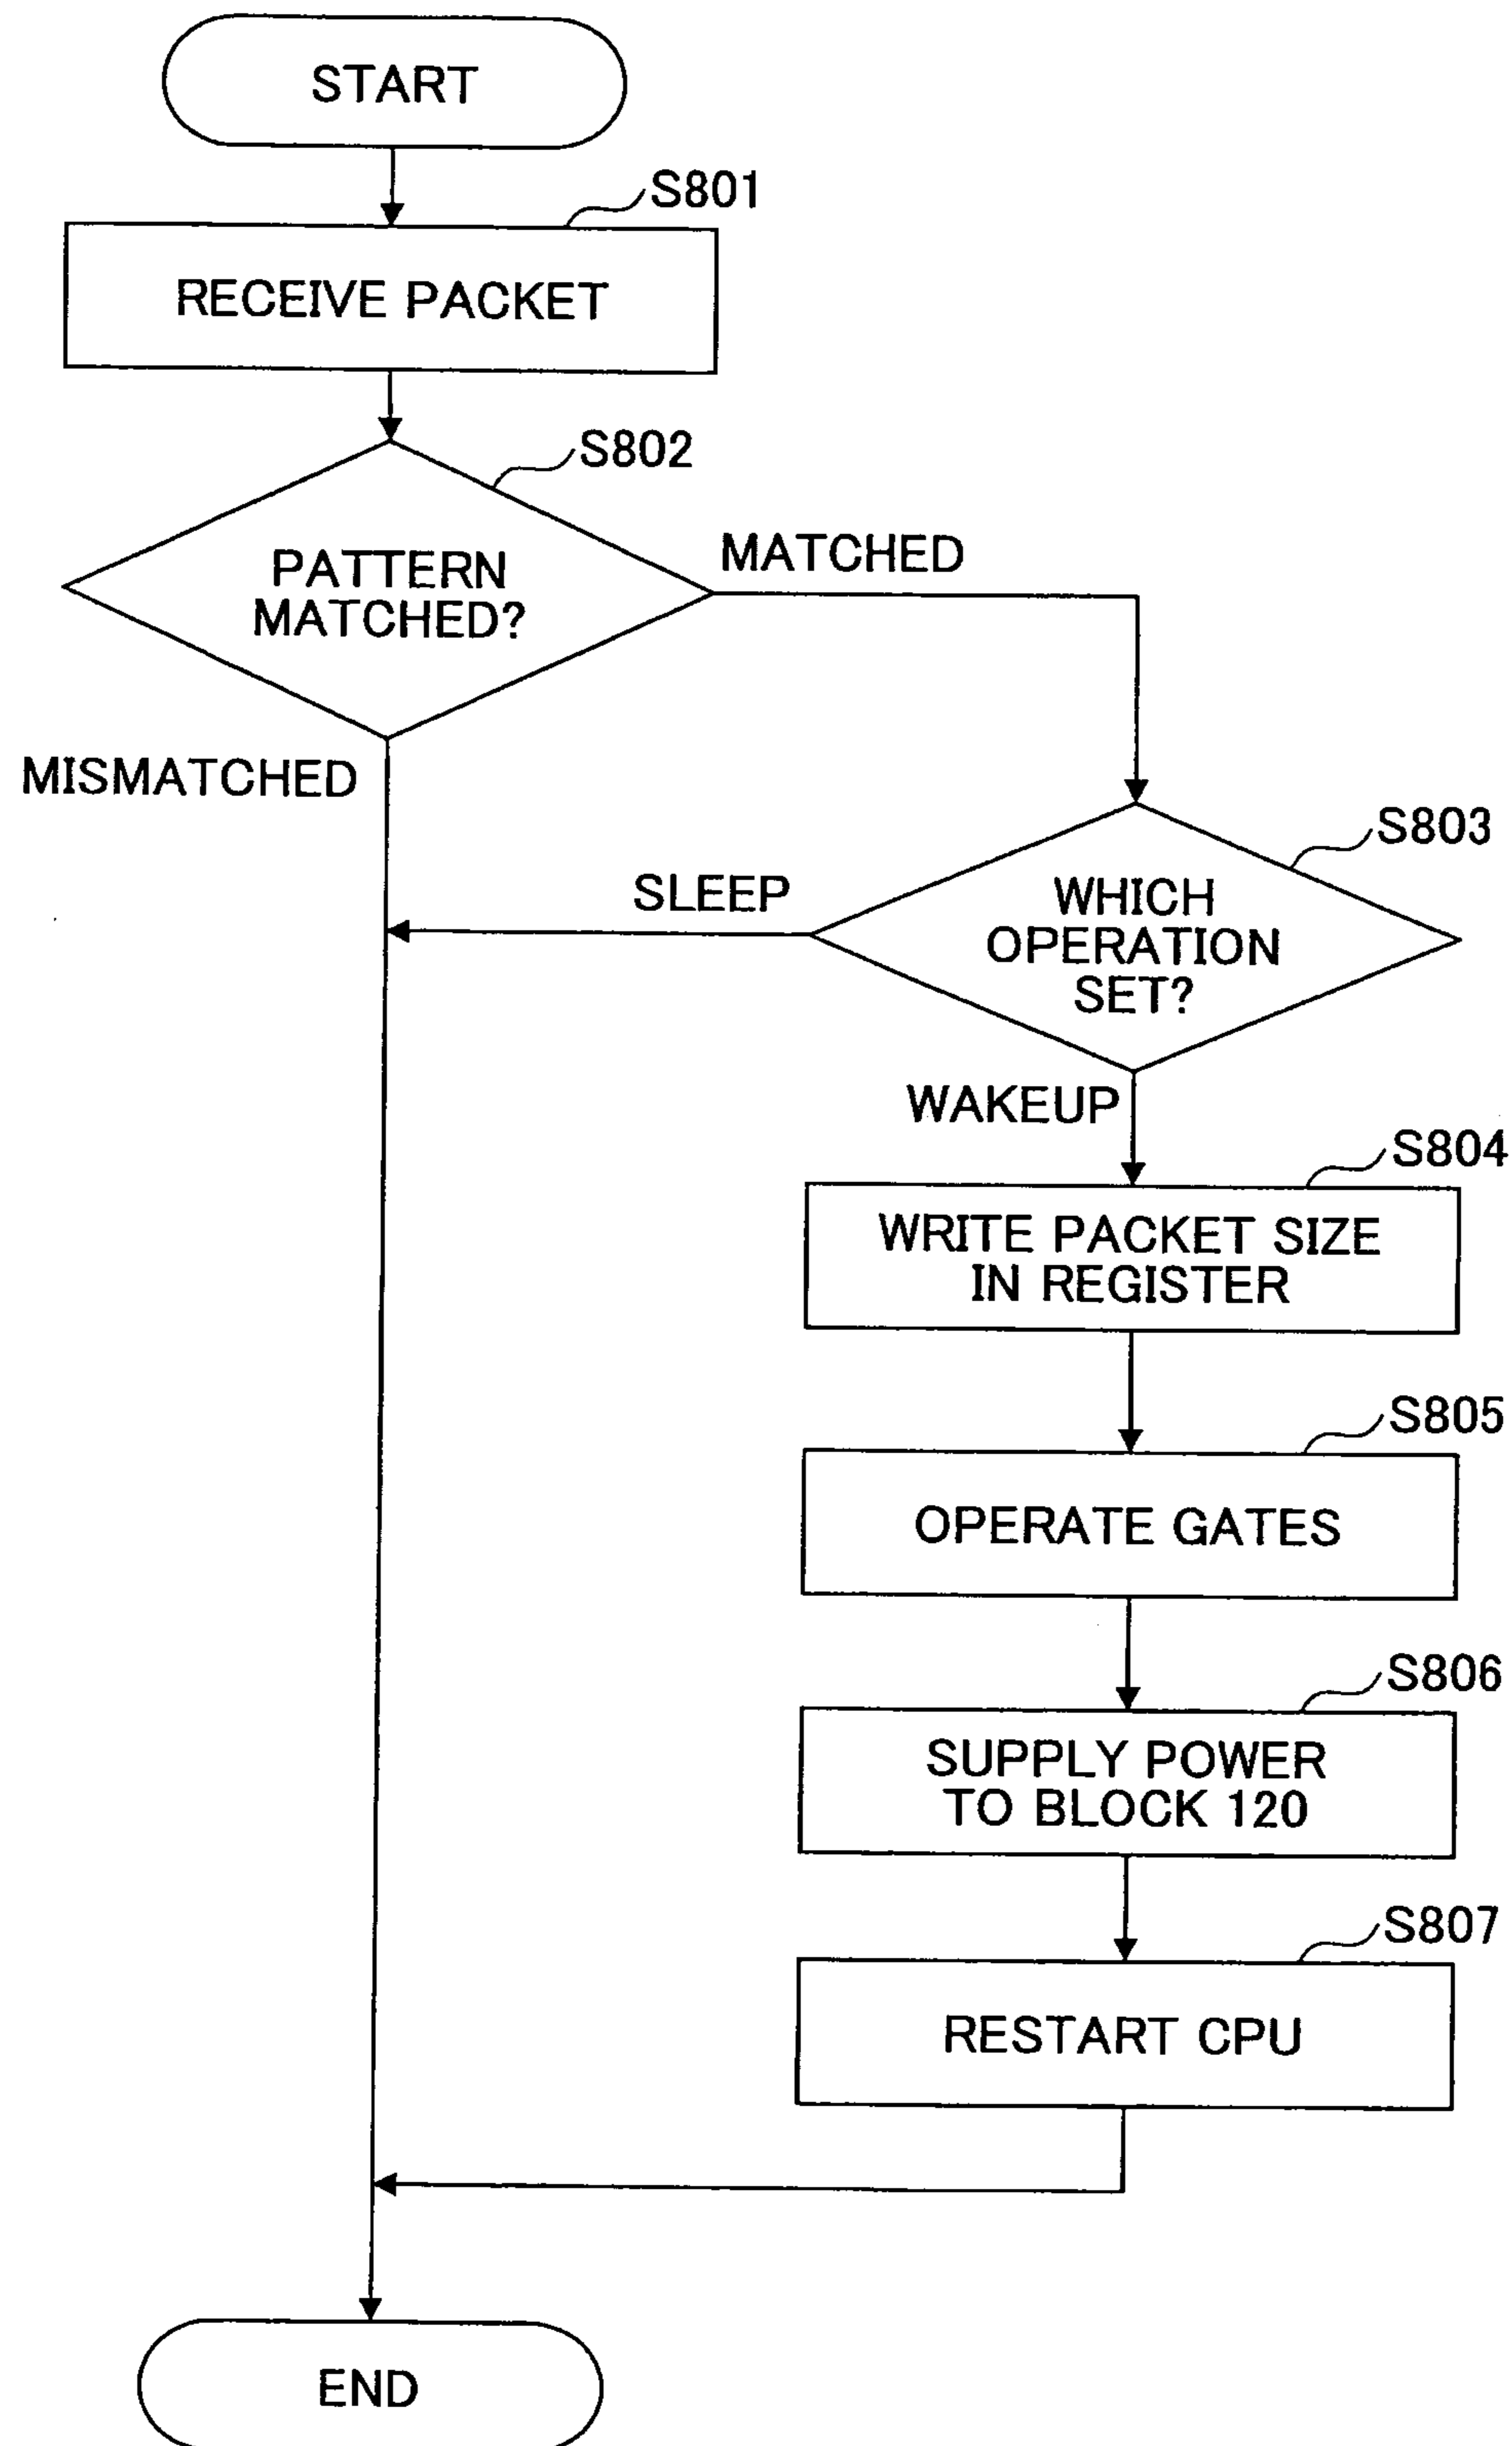 START
S801
RECEIVE PACKET
S802
PATTERN
MATCHED?
MATCHED
MISMATCHED
S803
SLEEP
WHICH
OPERATION
SET?
WAKEUP
S804
WRITE PACKET SIZE
IN REGISTER
S805
OPERATE GATES
S806
SUPPLY POWER
TO BLOCK 120
S807
RESTART CPU
END